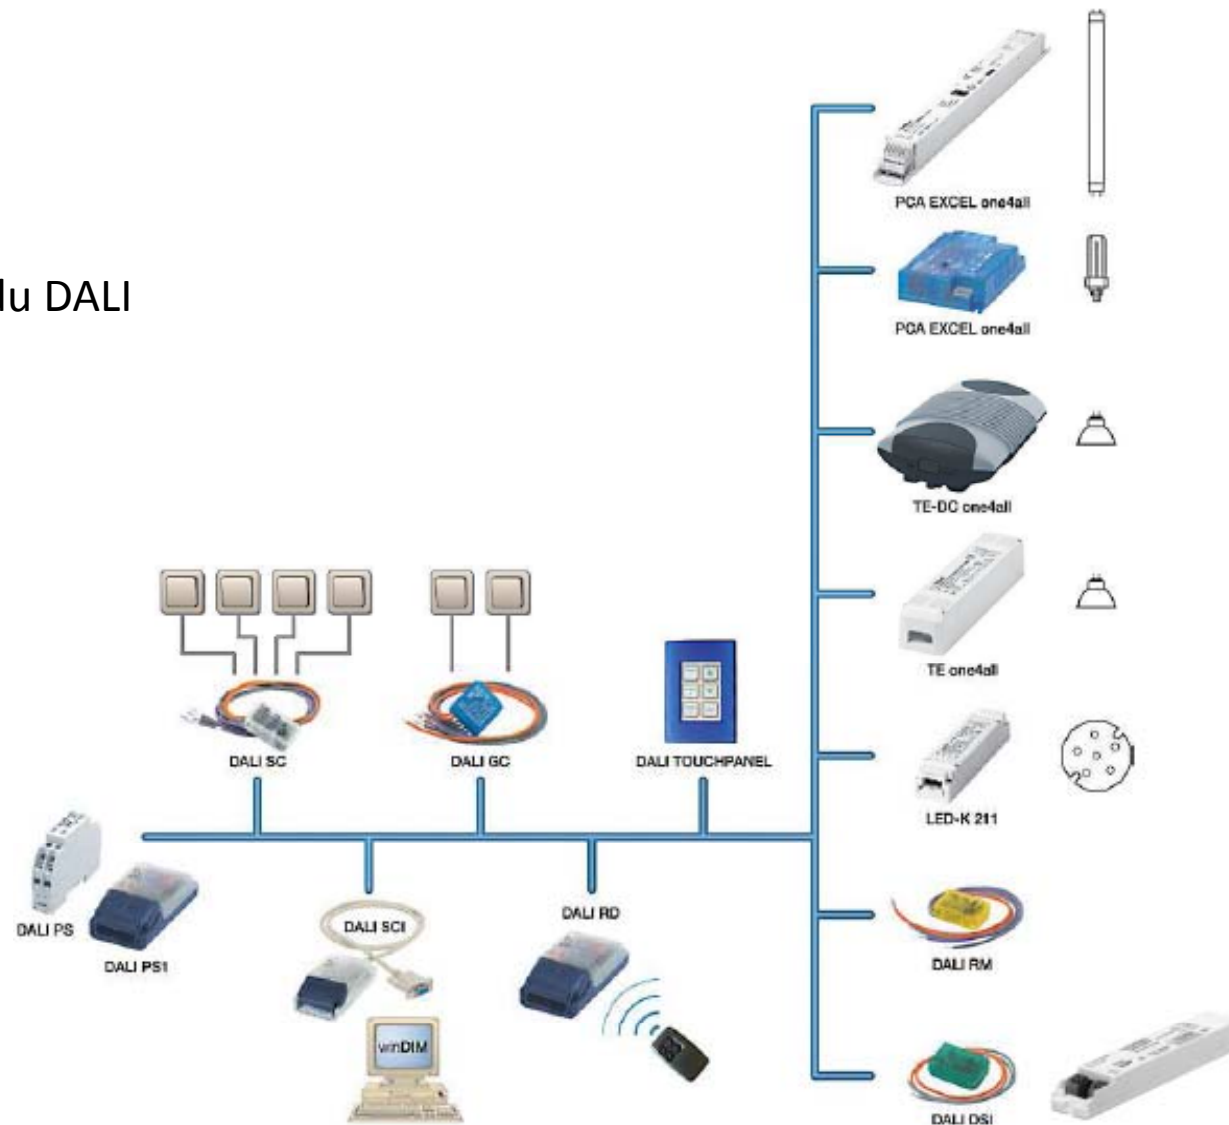 PCA EXCEL one4all
PCA EXCEL one4all
lu DALI
TE-DC one4all
TE one4all
DALI SC
DALI GC
DALI TOUCHPANEL
LED-K 211
DALI PS
DALI PS1
DALI SCI
DALI RD
DALI RM
winDIM
DALI DSI